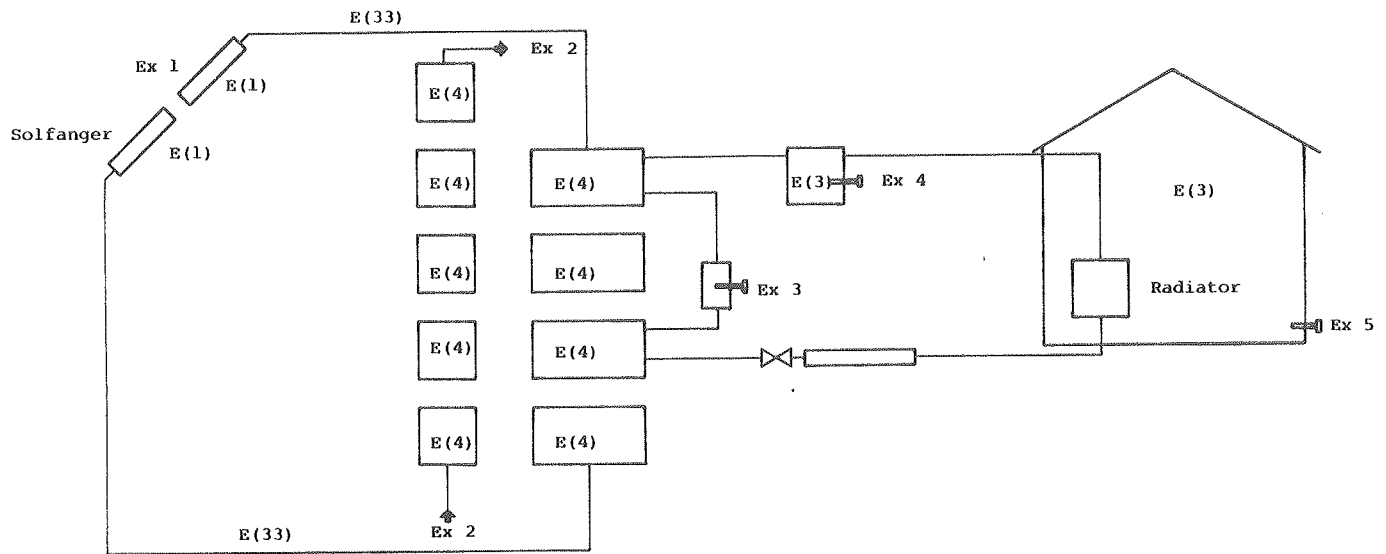 E(33)
Ex 2
Ex 1
E(1)
E(4)
Solfanger
E(1)
E(4)
E(4)
E(3)
Ex 4
E(3)
E(4)
E(4)
Ex 3
Radiator
Ex 5
E(4)
E(4)
E(4)
E(4)
E(33)
Ex 2